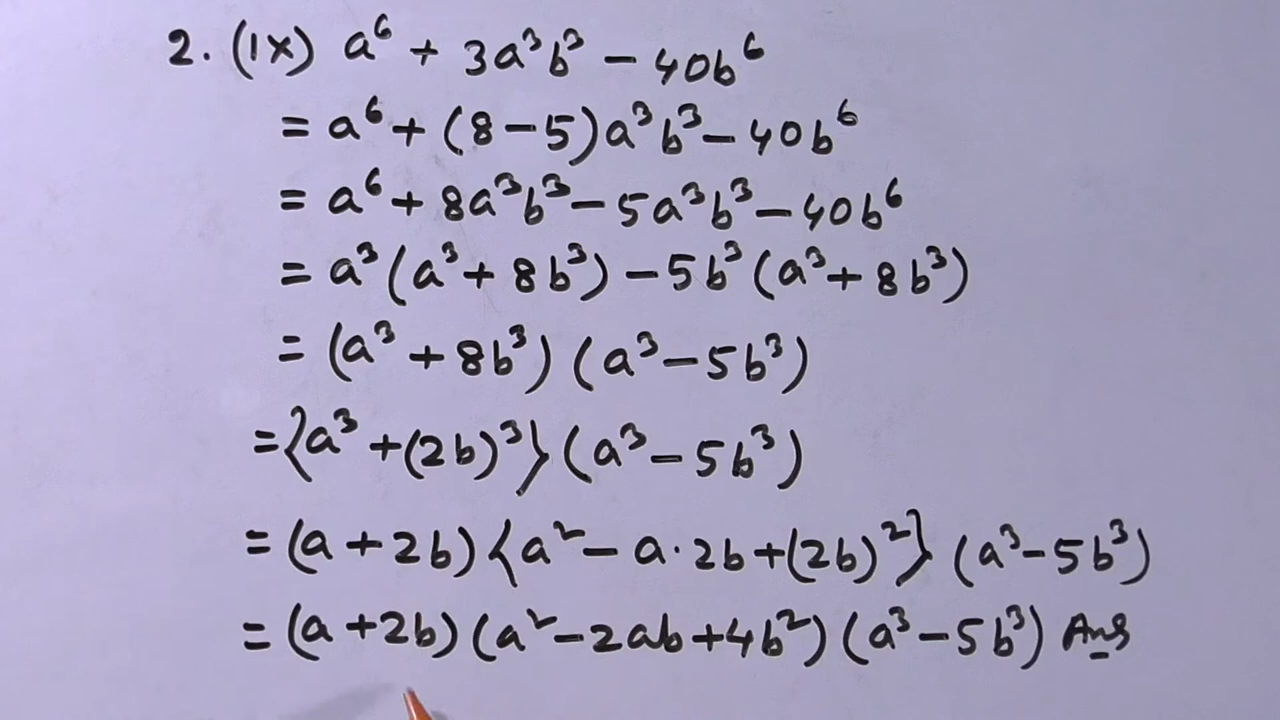 2. (ix) a⁶ + 3a³b³ − 40b⁶
= a⁶ + (8−5)a³b³ − 40b⁶
= a⁶ + 8a³b³ − 5a³b³ − 40b⁶
= a³(a³ + 8b³) − 5b³(a³ + 8b³)
= (a³ + 8b³)(a³ − 5b³)
= {a³ + (2b)³}(a³ − 5b³)
= (a + 2b){a² − a·2b + (2b)²}(a³ − 5b³)
= (a + 2b)(a² − 2ab + 4b²)(a³ − 5b³) Ans